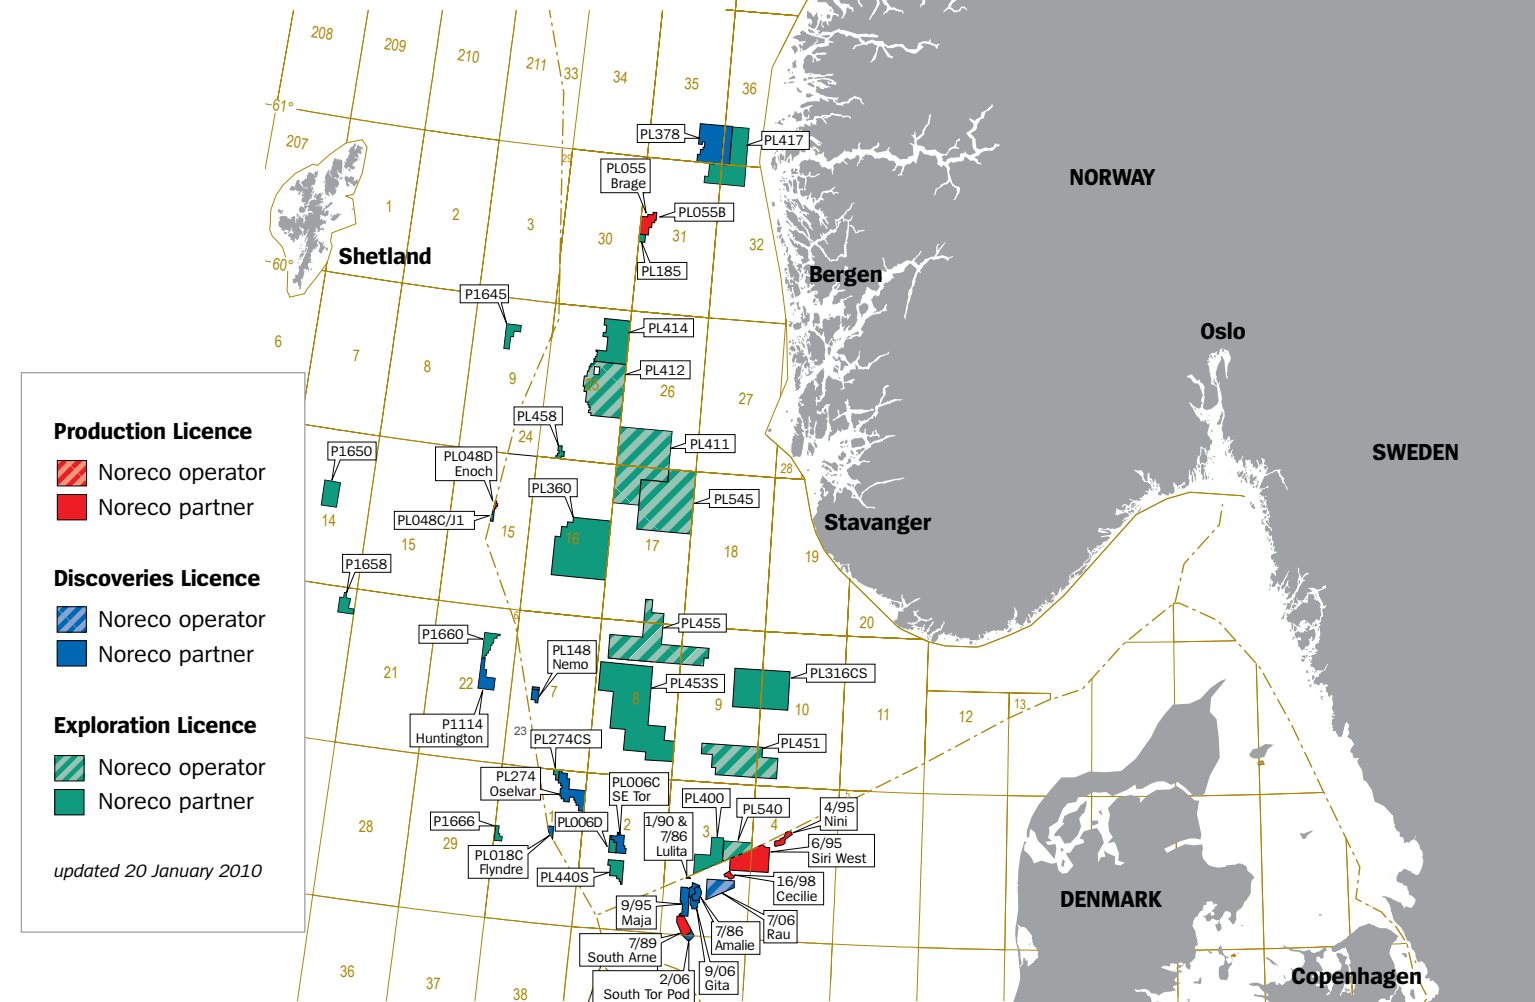 208
209
210
211
33
34
35
36
61°
207
PL378
PL417
29
PL055
Brage
PL055B
1
2
3
30
31
32
PL185
60°
Shetland
NORWAY
Bergen
P1645
PL414
Oslo
6
7
8
9
PL412
25
26
27
PL458
24
PL411
SWEDEN
P1650
PL048D
Enoch
28
PL360
PL545
PL048C/J1
14
15
15
16
17
18
19
Stavanger
P1658
6
20
PL455
P1660
PL148
Nemo
21
22
7
PL453S
8
9
PL316CS
10
11
12
13
P1114
Huntington
23
PL274CS
PL451
PL274
Oselvar
PL006C
SE Tor
PL400
PL540
4/95
Nini
5
P1666
1
PL006D
2
1/90 &
7/86
Lulita
3
4
28
29
PL018C
Flyndre
6/95
Siri West
PL440S
16/98
Cecilie
9/95
Maja
7/06
Rau
7/86
Amalie
7/89
South Arne
9/06
Gita
2/06
South Tor Pod
DENMARK
Copenhagen
36
37
38
Production Licence
Noreco operator
Noreco partner
Discoveries Licence
Noreco operator
Noreco partner
Exploration Licence
Noreco operator
Noreco partner
updated 20 January 2010